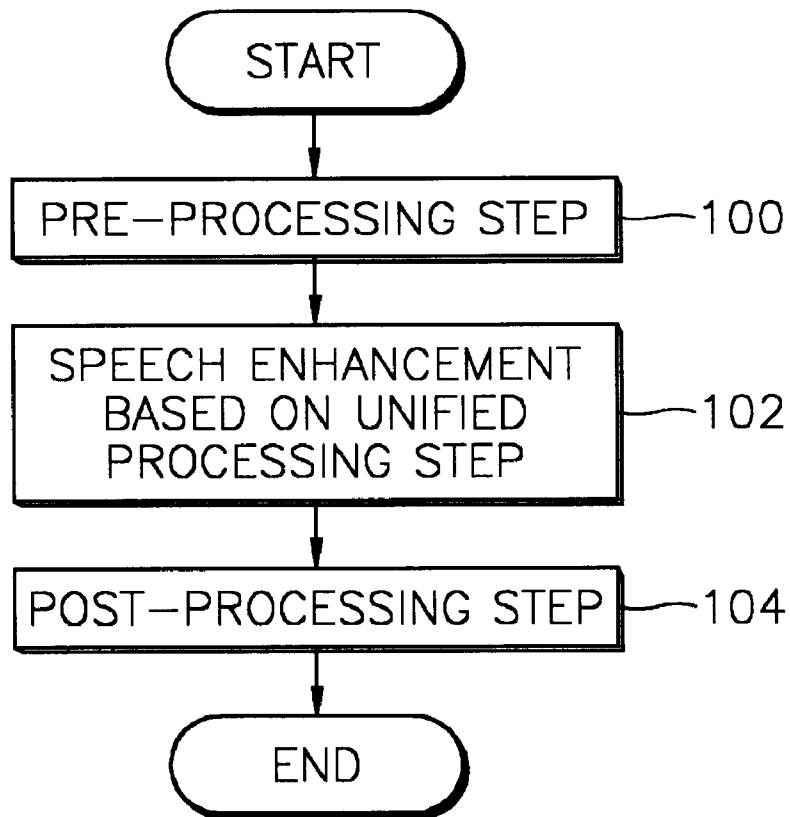 START
PRE-PROCESSING STEP
100
SPEECH ENHANCEMENT
BASED ON UNIFIED
PROCESSING STEP
102
POST-PROCESSING STEP
104
END